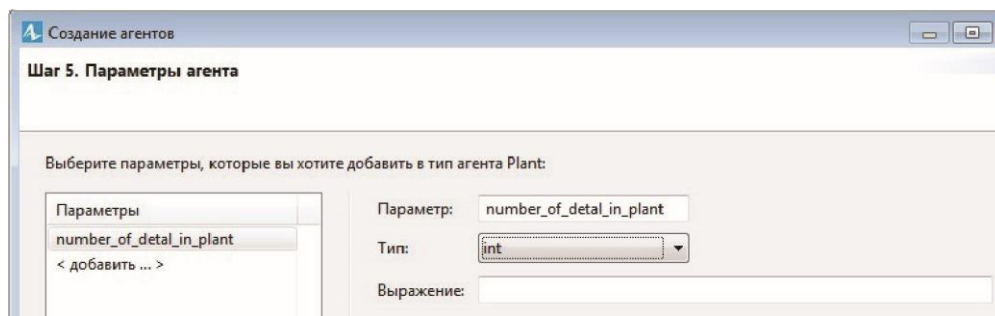 Создание агентов
Шаг 5. Параметры агента
Выберите параметры, которые вы хотите добавить в тип агента Plant:
Параметры
number_of_detal_in_plant
< добавить ... >
Параметр: number_of_detal_in_plant
Тип: int
Выражение: